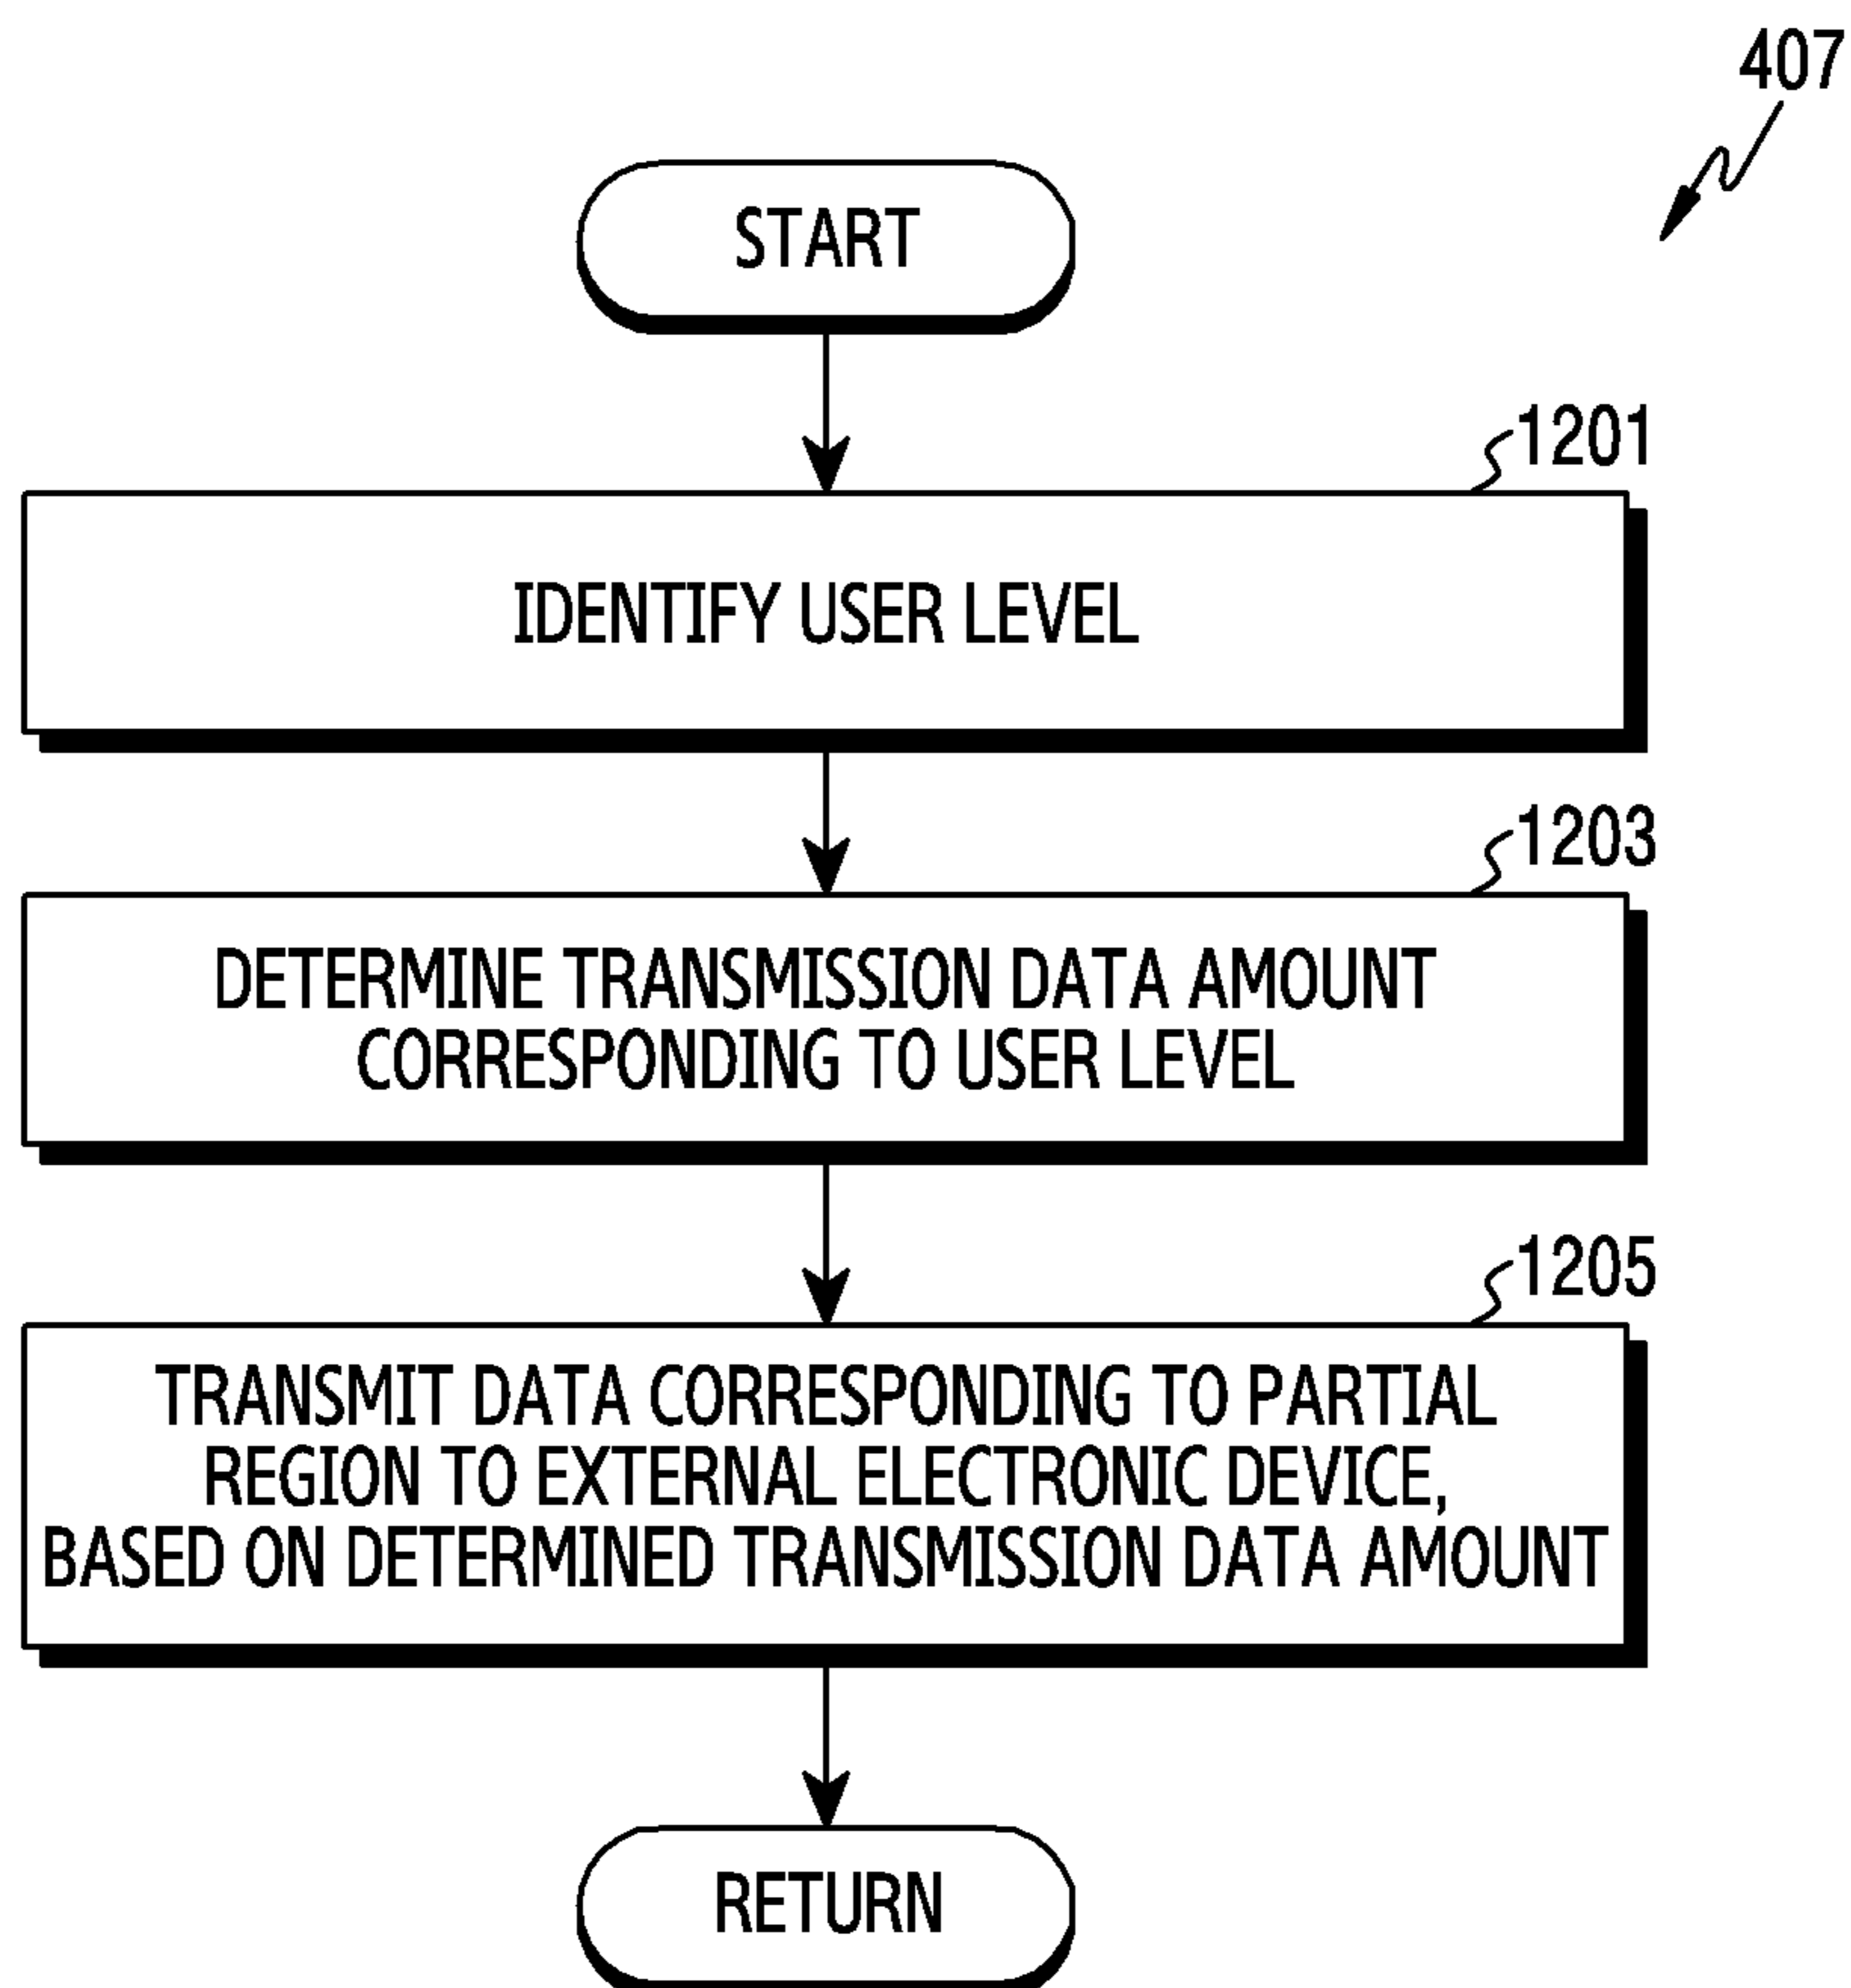 407
START
1201
IDENTIFY USER LEVEL
1203
DETERMINE TRANSMISSION DATA AMOUNT
CORRESPONDING TO USER LEVEL
1205
TRANSMIT DATA CORRESPONDING TO PARTIAL
REGION TO EXTERNAL ELECTRONIC DEVICE,
BASED ON DETERMINED TRANSMISSION DATA AMOUNT
RETURN